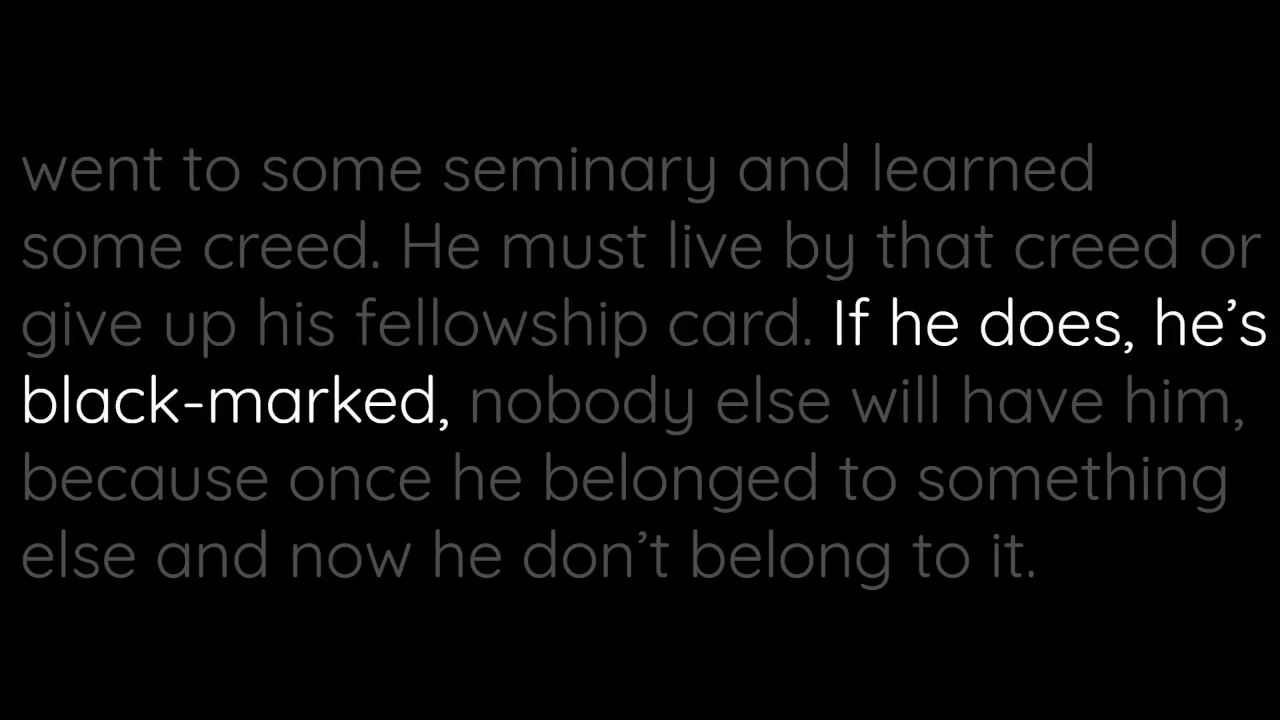 went to some seminary and learned
some creed. He must live by that creed or
give up his fellowship card. If he does, he’s
black-marked, nobody else will have him,
because once he belonged to something
else and now he don’t belong to it.